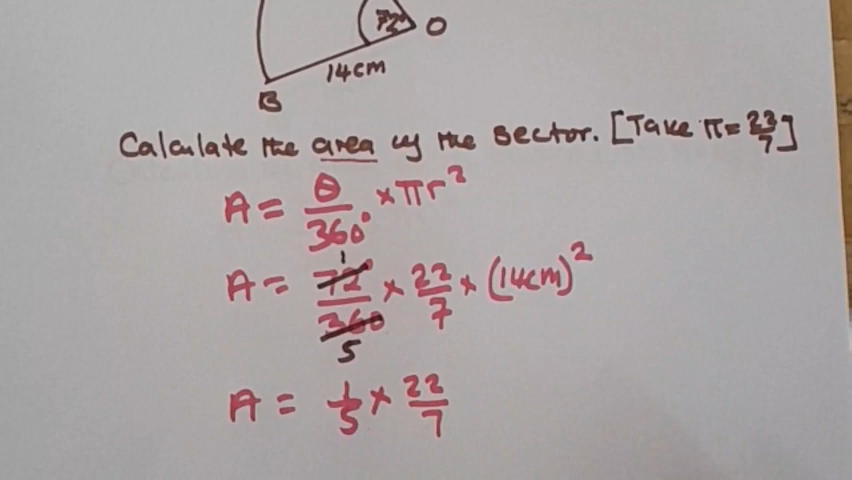 72° O
14cm
B
Calculate the area of the sector. [Take π = 22/7]
A = θ/360° × πr²
A = 72°/360 × 22/7 × (14cm)²
1
5
A = 1/5 × 22/7